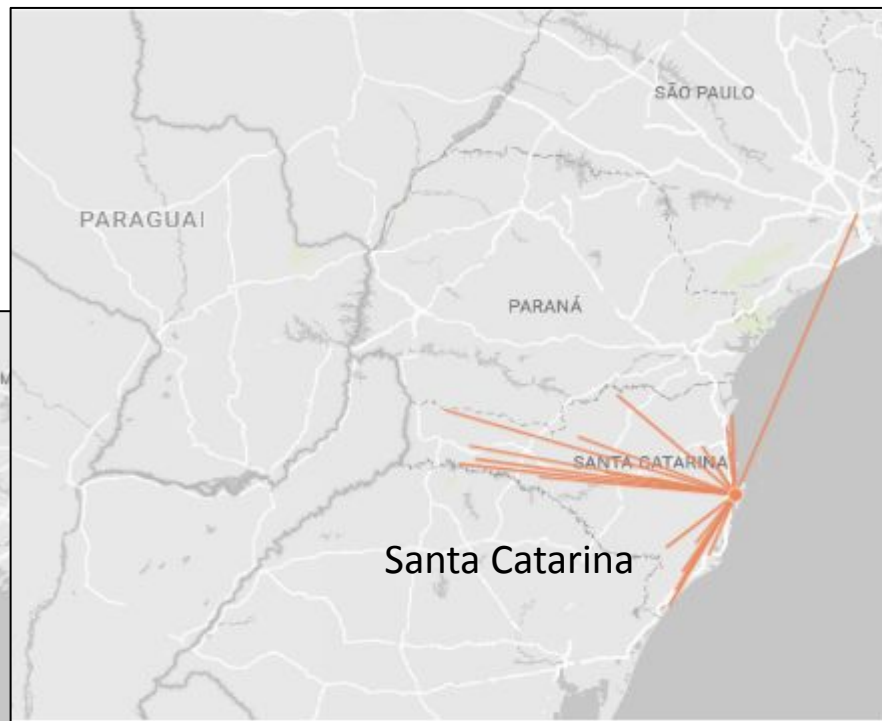 SÃO PAULO
PARAGUAI
PARANÁ
M
SANTA CATARINA
Santa Catarina